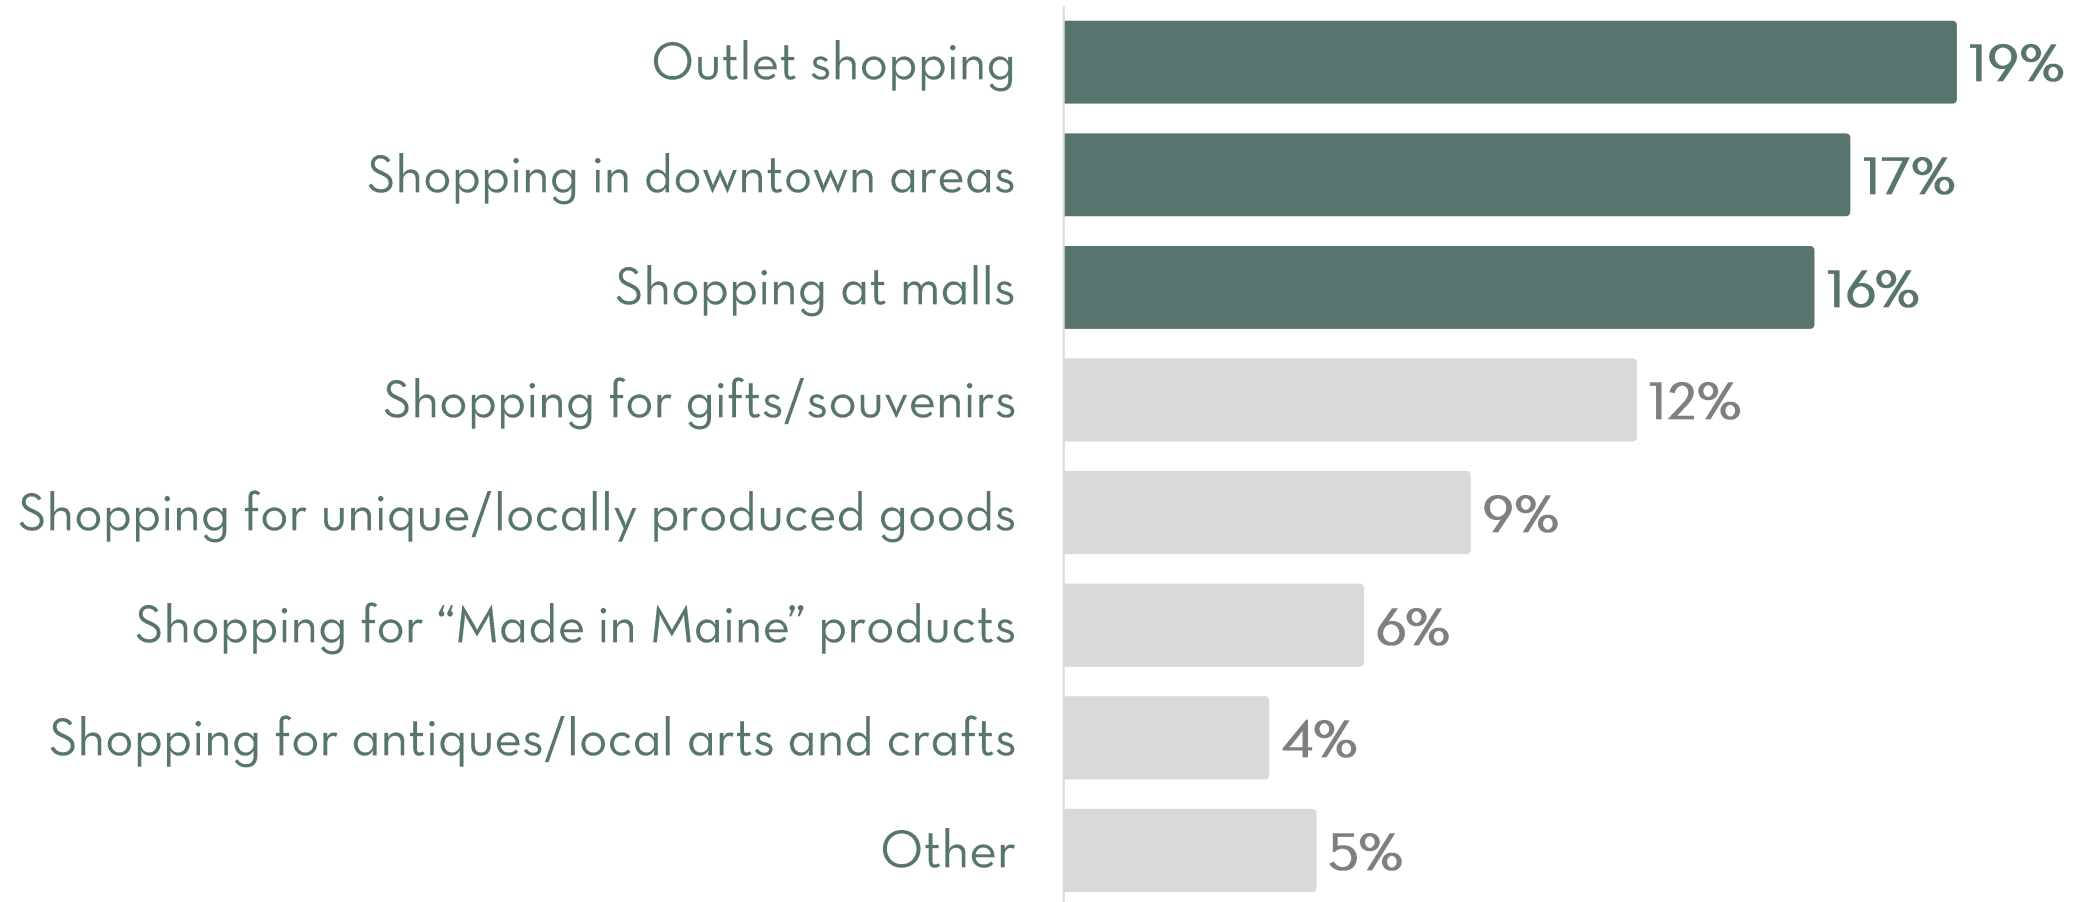 Outlet shopping 19%
Shopping in downtown areas 17%
Shopping at malls 16%
Shopping for gifts/souvenirs 12%
Shopping for unique/locally produced goods 9%
Shopping for “Made in Maine” products 6%
Shopping for antiques/local arts and crafts 4%
Other 5%